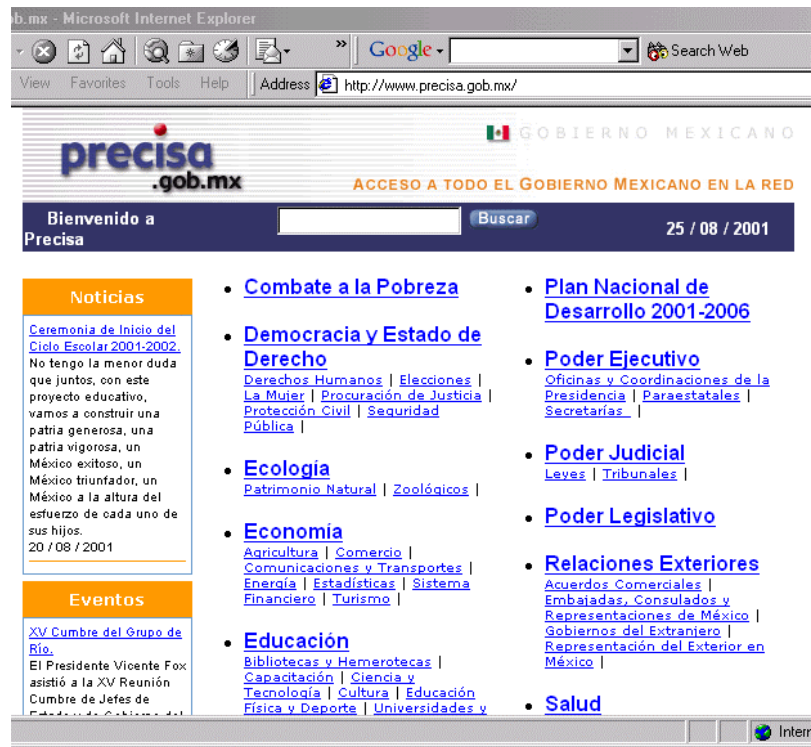 ob.mx - Microsoft Internet Explorer
» Google Search Web
View Favorites Tools Help Address http://www.precisa.gob.mx/
precisa
.gob.mx
GOBIERNO MEXICANO
ACCESO A TODO EL GOBIERNO MEXICANO EN LA RED
Bienvenido a
Precisa
Buscar
25 / 08 / 2001
Noticias
Ceremonia de Inicio del
Ciclo Escolar 2001-2002.
No tengo la menor duda
que juntos, con este
proyecto educativo,
vamos a construir una
patria generosa, una
patria vigorosa, un
México exitoso, un
México triunfador, un
México a la altura del
esfuerzo de cada uno de
sus hijos.
20 / 08 / 2001
Eventos
XV Cumbre del Grupo de
Río.
El Presidente Vicente Fox
asistió a la XV Reunión
Cumbre de Jefes de
• Combate a la Pobreza
• Democracia y Estado de
Derecho
Derechos Humanos | Elecciones |
La Mujer | Procuración de Justicia |
Protección Civil | Seguridad
Pública |
• Ecología
Patrimonio Natural | Zoológicos |
• Economía
Agricultura | Comercio |
Comunicaciones y Transportes |
Energía | Estadísticas | Sistema
Financiero | Turismo |
• Educación
Bibliotecas y Hemerotecas |
Capacitación | Ciencia y
Tecnología | Cultura | Educación
Física y Deporte | Universidades y
• Plan Nacional de
Desarrollo 2001-2006
• Poder Ejecutivo
Oficinas y Coordinaciones de la
Presidencia | Paraestatales |
Secretarías |
• Poder Judicial
Leyes | Tribunales |
• Poder Legislativo
• Relaciones Exteriores
Acuerdos Comerciales |
Embajadas, Consulados y
Representaciones de México |
Gobiernos del Extranjero |
Representación del Exterior en
México |
• Salud
Intern